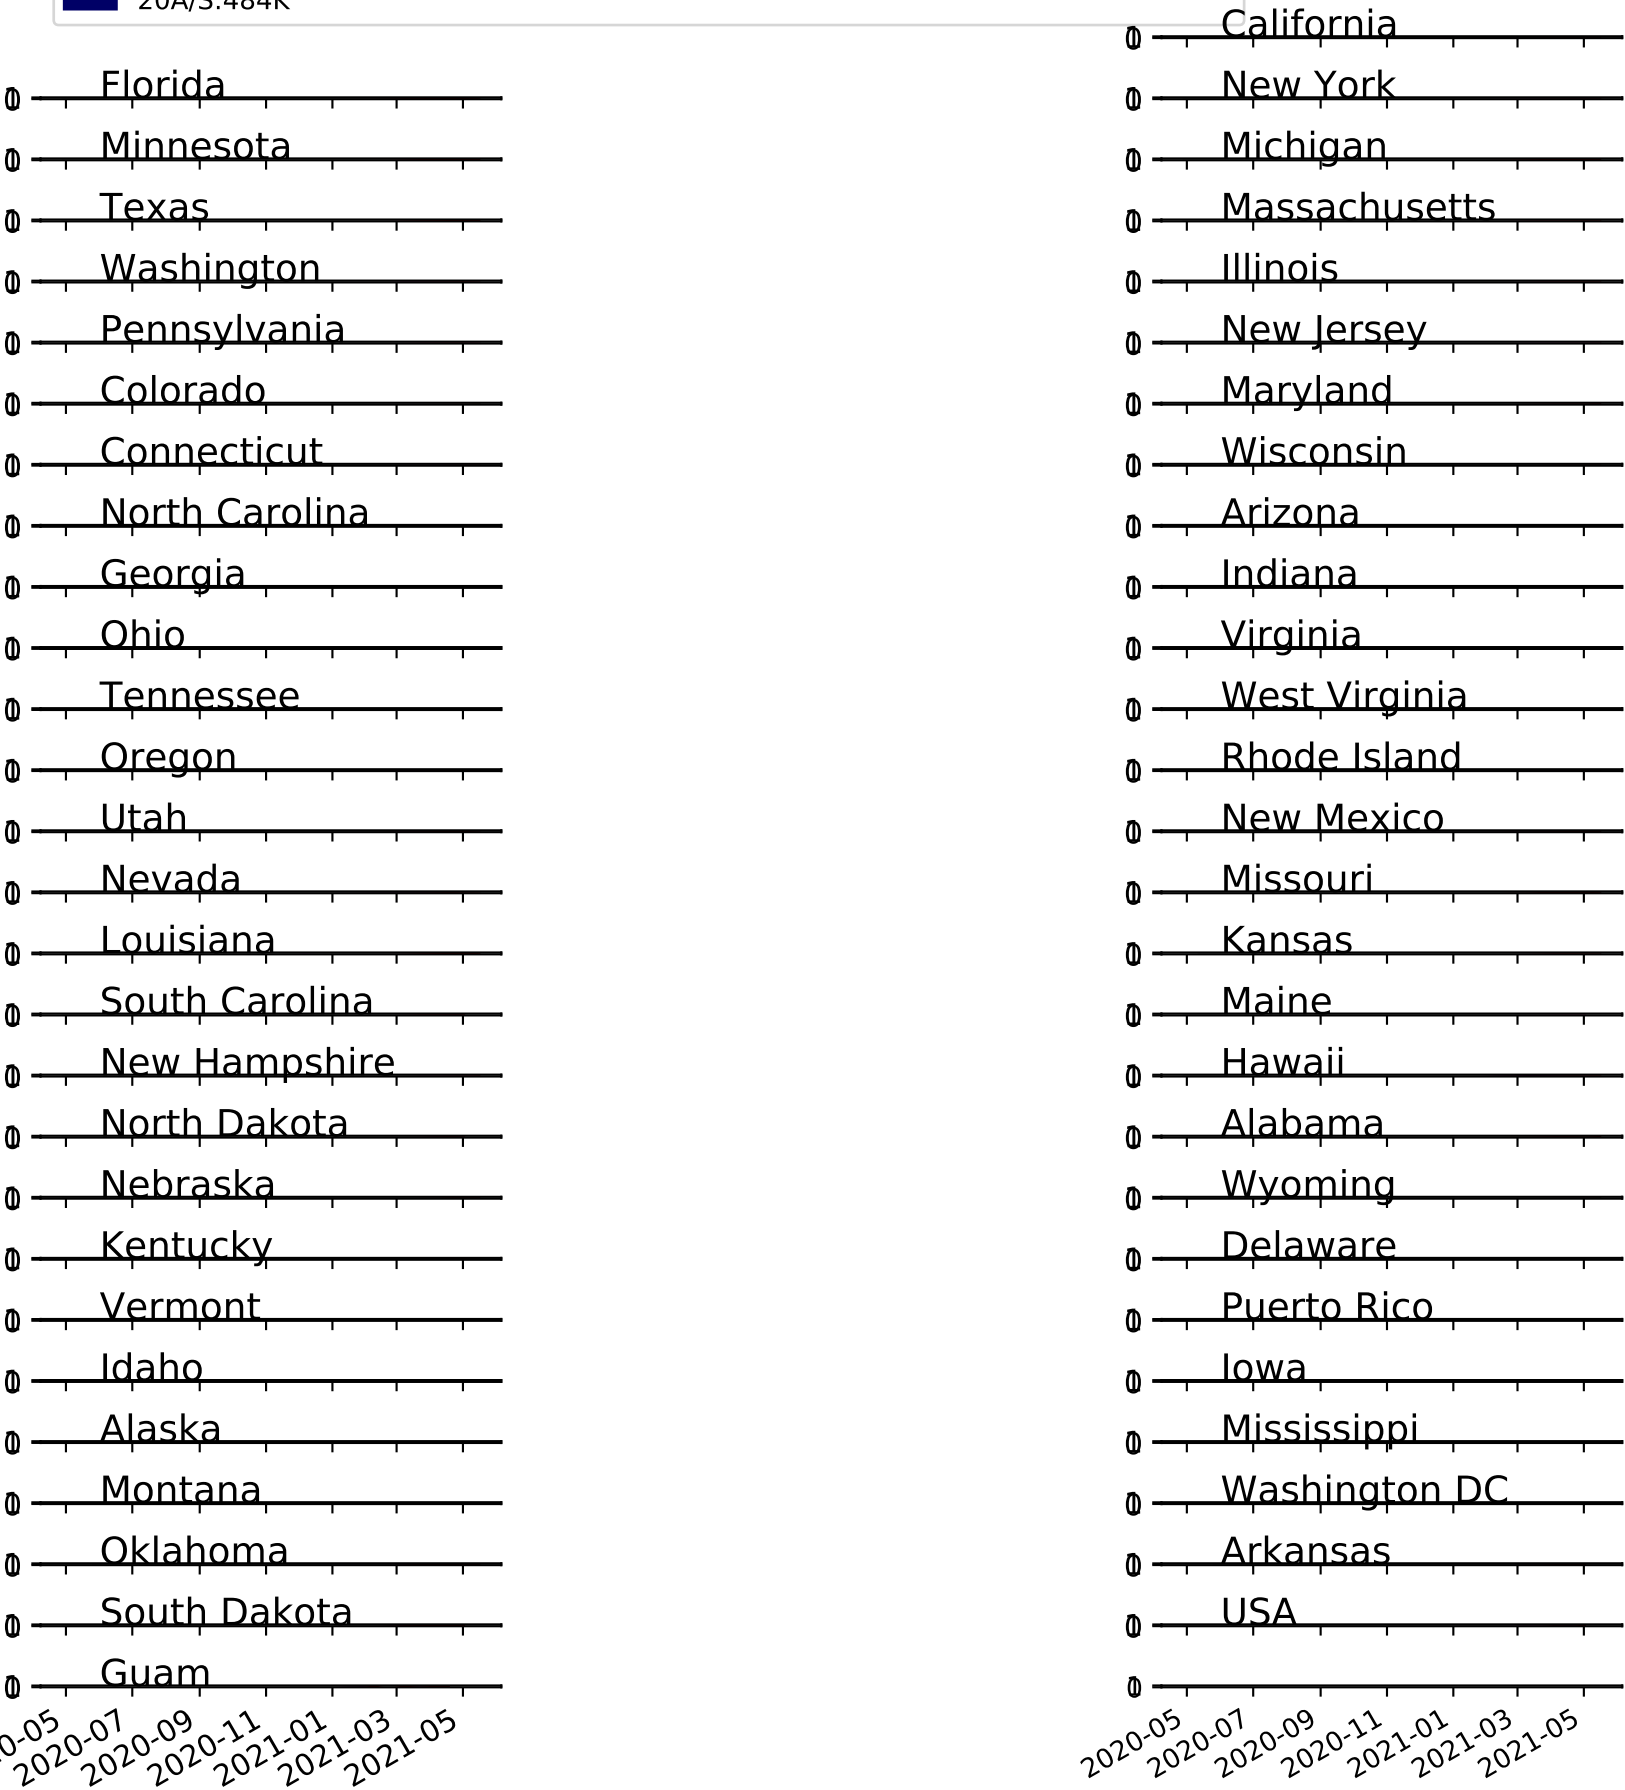 20A/S:484K
California
Florida
New York
Minnesota
Michigan
Texas
Massachusetts
Washington
Illinois
Pennsylvania
New Jersey
Colorado
Maryland
Connecticut
Wisconsin
North Carolina
Arizona
Georgia
Indiana
Ohio
Virginia
Tennessee
West Virginia
Oregon
Rhode Island
Utah
New Mexico
Nevada
Missouri
Louisiana
Kansas
South Carolina
Maine
New Hampshire
Hawaii
North Dakota
Alabama
Nebraska
Wyoming
Kentucky
Delaware
Vermont
Puerto Rico
Idaho
Iowa
Alaska
Mississippi
Montana
Washington DC
Oklahoma
Arkansas
South Dakota
USA
Guam
0-05 2020-07 2020-09 2020-11 2021-01 2021-03 2021-05
2020-05 2020-07 2020-09 2020-11 2021-01 2021-03 2021-05